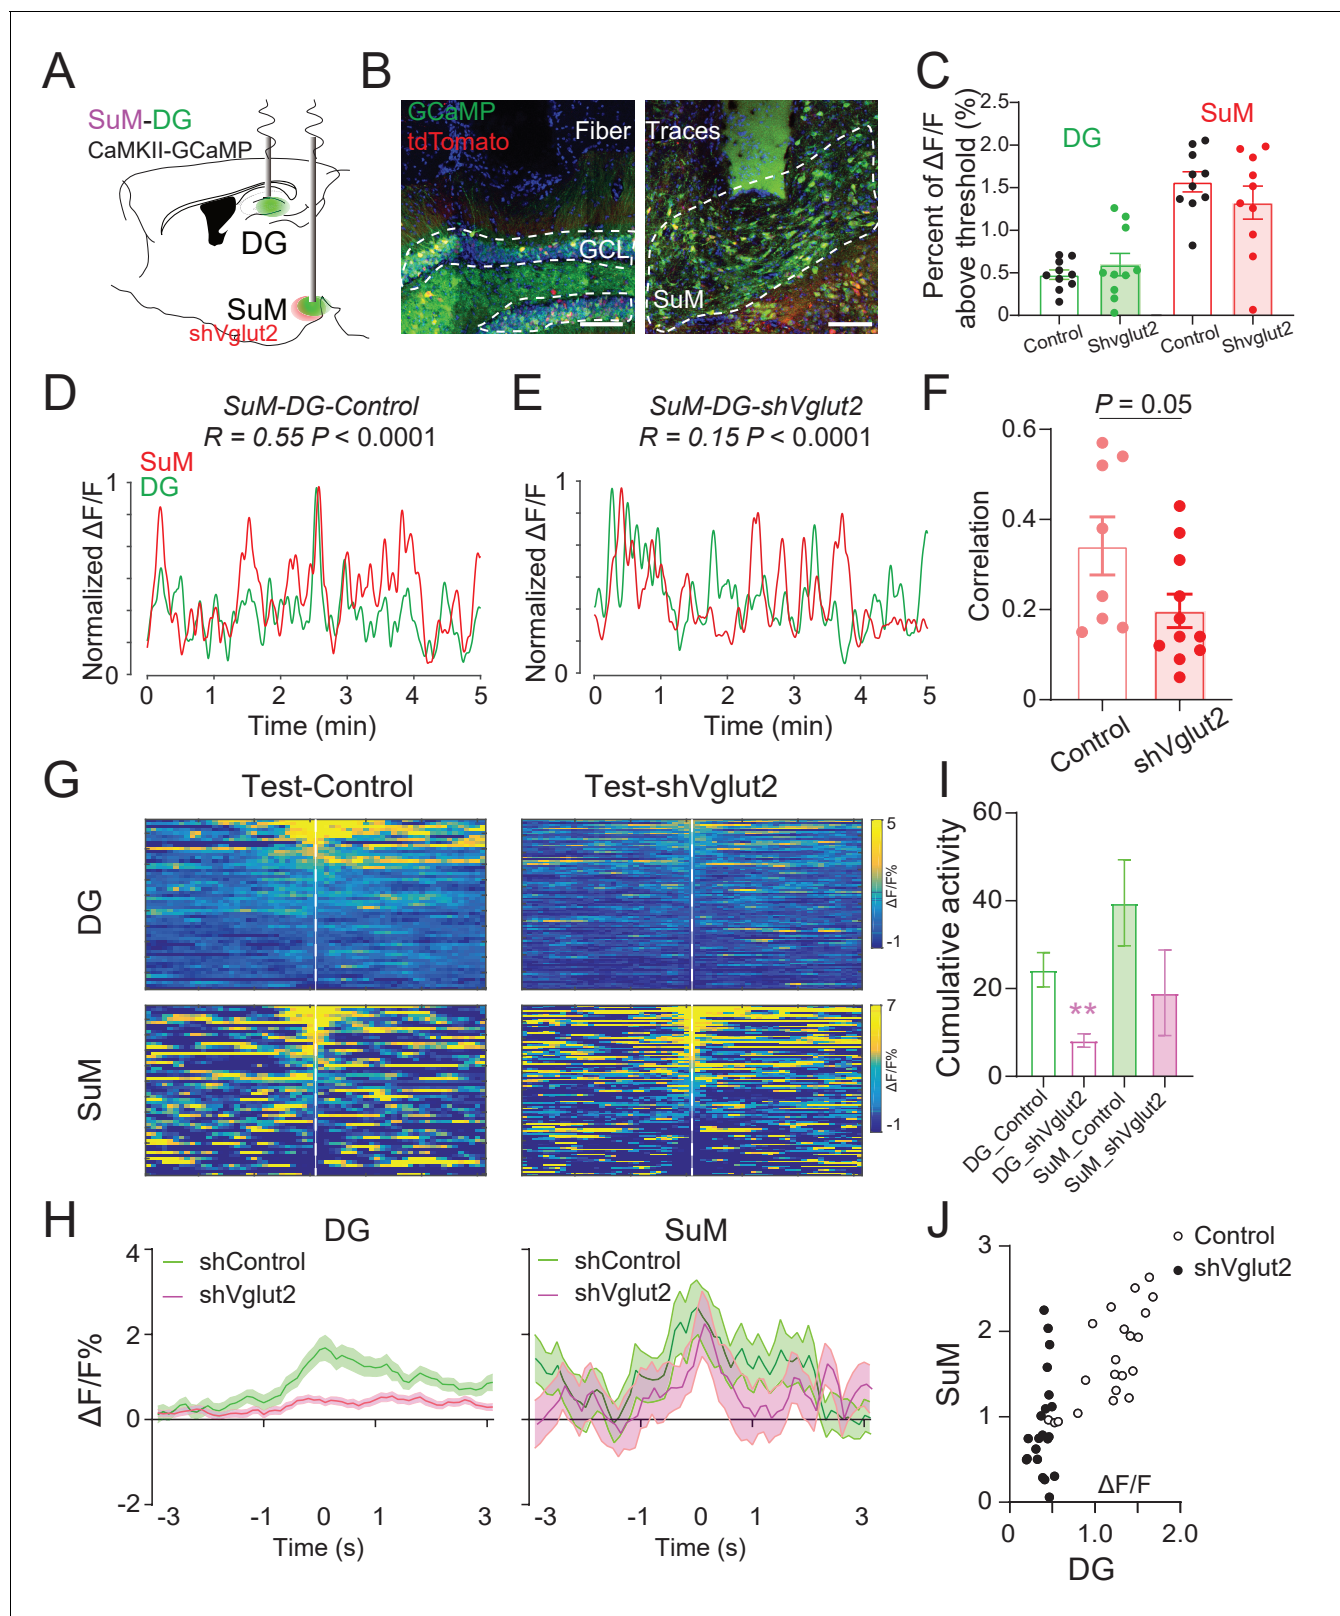 A
SuM-DG
CaMKII-GCaMP
DG
SuM
shVglut2
B
GCaMP
tdTomato
Fiber
Traces
GCL
SuM
C
Percent of ΔF/F
above threshold (%)
2.5
2.0
1.5
1.0
0.5
0
DG
SuM
Control
Shvglut2
Control
Shvglut2
D
SuM-DG-Control
R = 0.55 P < 0.0001
SuM
DG
Normalized ΔF/F
1
0
0 1 2 3 4 5
Time (min)
E
SuM-DG-shVglut2
R = 0.15 P < 0.0001
Normalized ΔF/F
1
0
0 1 2 3 4 5
Time (min)
F
P = 0.05
Correlation
0.6
0.4
0.2
0
Control
shVglut2
G
Test-Control
Test-shVglut2
DG
5
ΔF/F%
-1
SuM
7
ΔF/F%
-1
I
Cumulative activity
60
40
20
0
**
DG_Control
DG_shVglut2
SuM_Control
SuM_shVglut2
H
DG
shControl
shVglut2
ΔF/F%
4
2
0
-2
-3 -1 0 1 3
Time (s)
SuM
shControl
shVglut2
-3 -1 0 1 3
Time (s)
J
Control
shVglut2
SuM
3
2
1
0
ΔF/F
0 1.0 2.0
DG